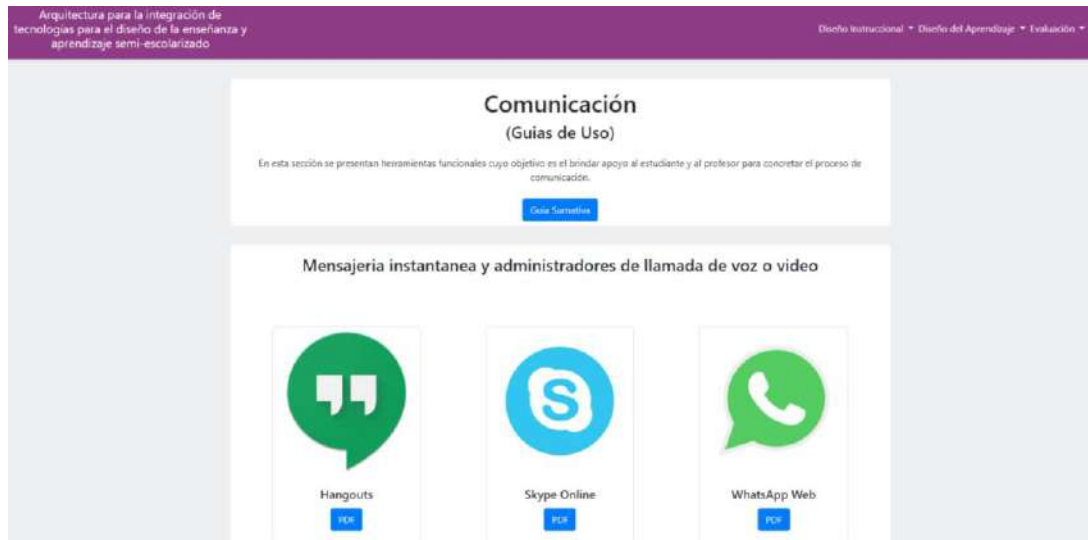 Arquitectura para la integración de
tecnologías para el diseño de la enseñanza y
aprendizaje semi-escolarizado
Diseño Instruccional Diseño del Aprendizaje Evaluación
Comunicación
(Guias de Uso)
En esta sección se presentan herramientas funcionales cuyo objetivo es el brindar apoyo al estudiante y al profesor para concretar el proceso de
comunicación.
Guia Sumativa
Mensajeria instantanea y administradores de llamada de voz o video
Hangouts Skype Online WhatsApp Web
PDF PDF PDF